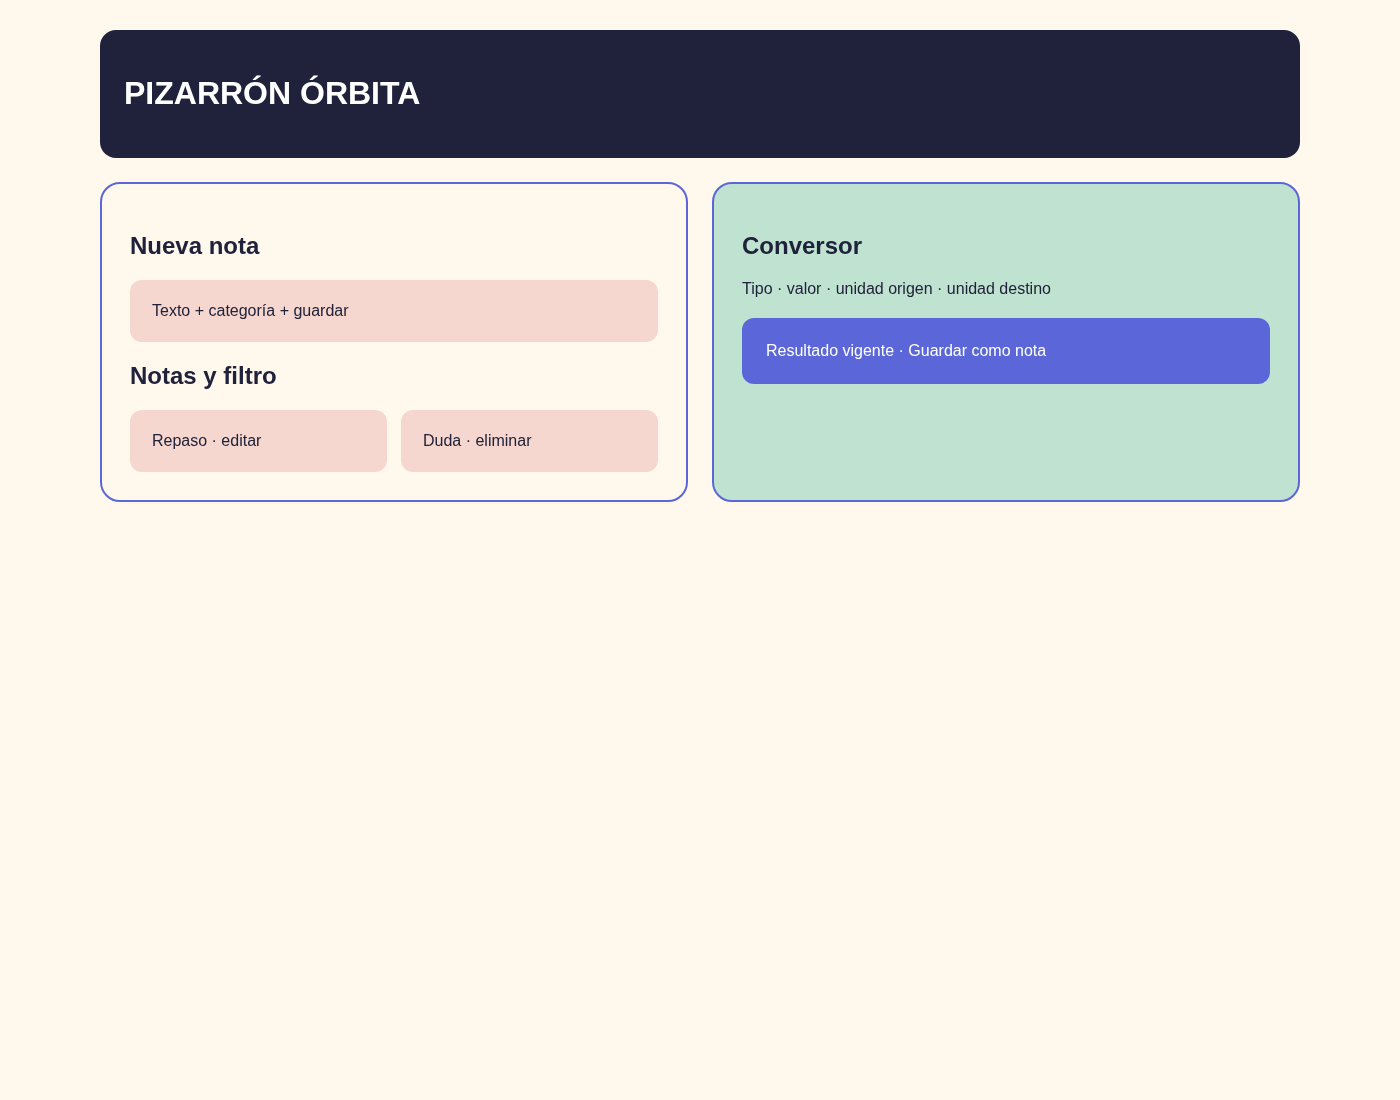 PIZARRÓN ÓRBITA
Nueva nota
Texto + categoría + guardar
Notas y filtro
Repaso · editar
Duda · eliminar
Conversor
Tipo · valor · unidad origen · unidad destino
Resultado vigente · Guardar como nota